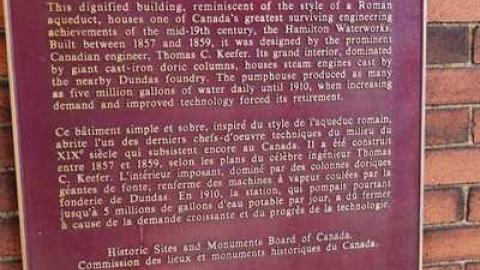 This dignified building, reminiscent of the style of a Roman
aqueduct, houses one of Canada's greatest surviving engineering
achievements of the mid-19th century, the Hamilton Waterworks.
Built between 1857 and 1859, it was designed by the prominent
Canadian engineer, Thomas C. Keefer. Its grand interior, dominated
by giant cast-iron doric columns, houses steam engines cast by
the nearby Dundas foundry. The pumphouse produced as many
as five million gallons of water daily until 1910, when increasing
demand and improved technology forced its retirement.
Ce bâtiment simple et sobre, inspiré du style de l'aqueduc romain,
abrite l'un des derniers chefs-d'oeuvre techniques du milieu du
XIXe siècle qui subsistent encore au Canada. Il a été construit
entre 1857 et 1859, selon les plans du célèbre ingénieur Thomas
C. Keefer. L'intérieur imposant, dominé par des colonnes doriques
géantes de fonte, renferme des machines à vapeur coulées par la
fonderie de Dundas. En 1910, la station, qui pompait pourtant
jusqu'à 5 millions de gallons d'eau potable par jour, a dû fermer
à cause de la demande croissante et du progrès de la technologie.
Historic Sites and Monuments Board of Canada.
Commission des lieux et monuments historiques du Canada.